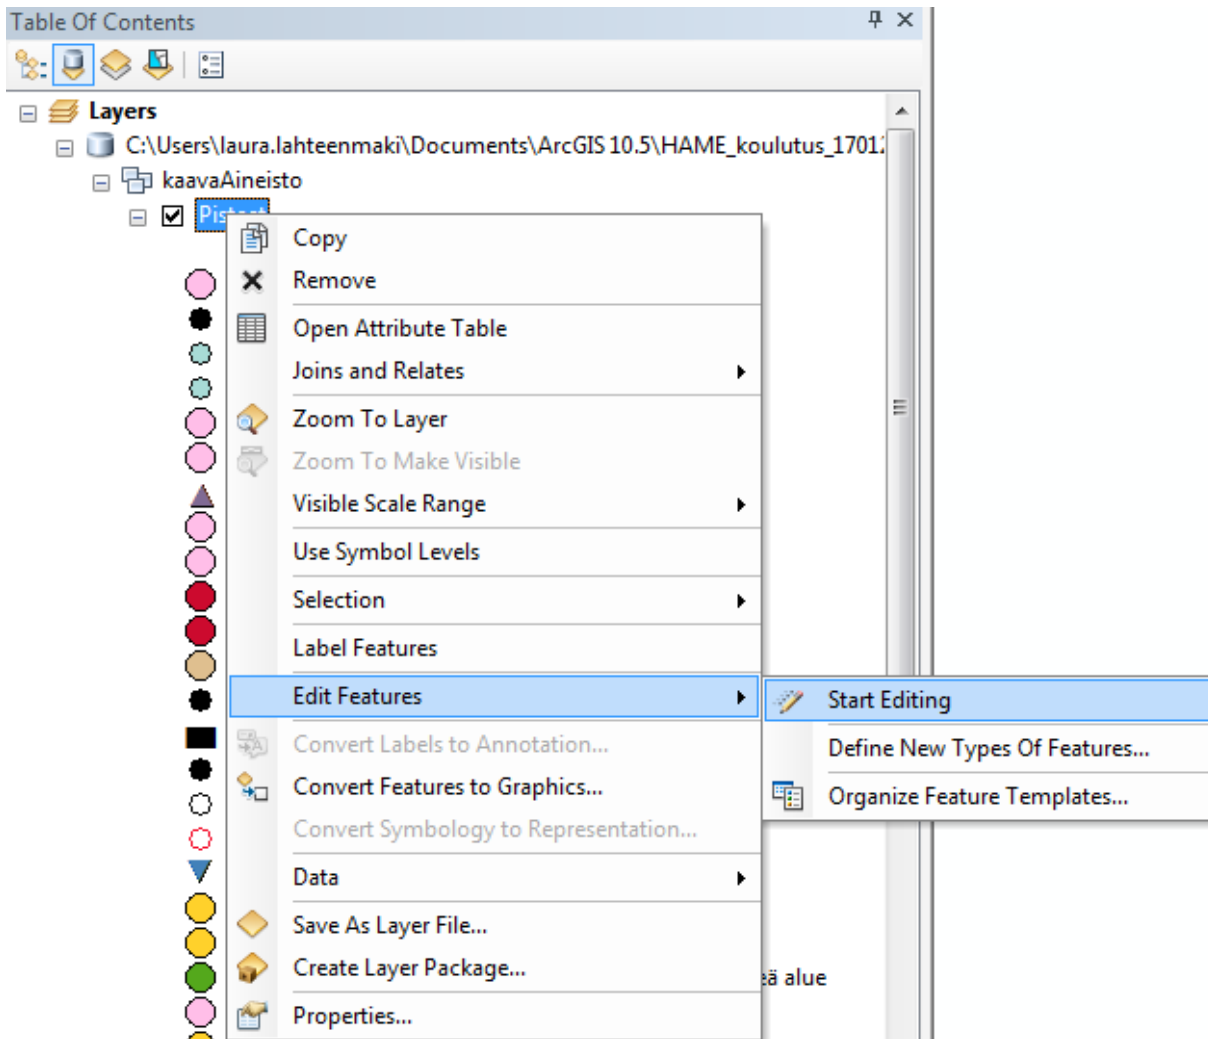 Table Of Contents
Layers
C:\Users\laura.lahteenmaki\Documents\ArcGIS 10.5\HAME_koulutus_1701
kaavaAineisto
Copy
Remove
Open Attribute Table
Joins and Relates
Zoom To Layer
Zoom To Make Visible
Visible Scale Range
Use Symbol Levels
Selection
Label Features
Edit Features
Start Editing
Define New Types Of Features...
Organize Feature Templates...
Convert Labels to Annotation...
Convert Features to Graphics...
Convert Symbology to Representation...
Data
Save As Layer File...
Create Layer Package...
eä alue
Properties...